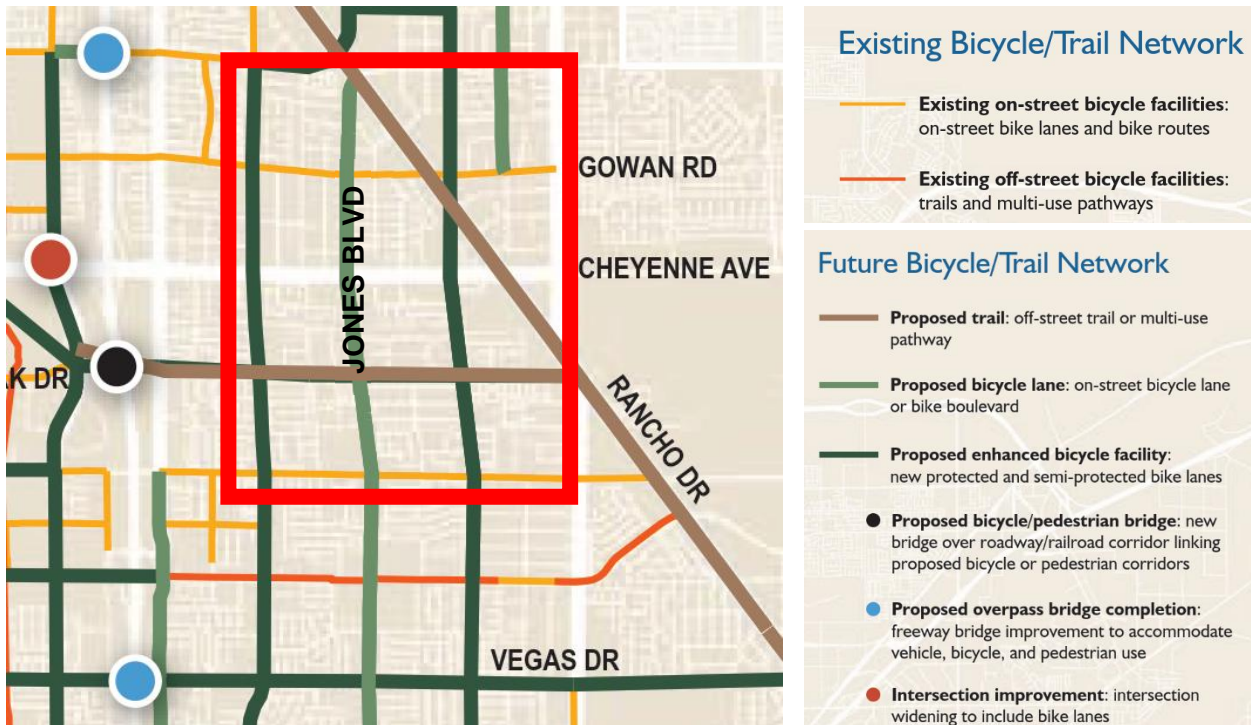 GOWAN RD
CHEYENNE AVE
JONES BLVD
K DR
RANCHO DR
VEGAS DR
Existing Bicycle/Trail Network
Existing on-street bicycle facilities:
on-street bike lanes and bike routes
Existing off-street bicycle facilities:
trails and multi-use pathways
Future Bicycle/Trail Network
Proposed trail: off-street trail or multi-use
pathway
Proposed bicycle lane: on-street bicycle lane
or bike boulevard
Proposed enhanced bicycle facility:
new protected and semi-protected bike lanes
Proposed bicycle/pedestrian bridge: new
bridge over roadway/railroad corridor linking
proposed bicycle or pedestrian corridors
Proposed overpass bridge completion:
freeway bridge improvement to accommodate
vehicle, bicycle, and pedestrian use
Intersection improvement: intersection
widening to include bike lanes